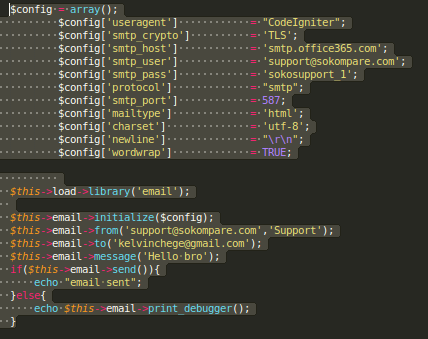 $config = array();
$config['useragent'] = "CodeIgniter";
$config['smtp_crypto'] = 'TLS';
$config['smtp_host'] = 'smtp.office365.com';
$config['smtp_user'] = 'support@sokompare.com';
$config['smtp_pass'] = 'sokosupport_1';
$config['protocol'] = "smtp";
$config['smtp_port'] = 587;
$config['mailtype'] = 'html';
$config['charset'] = 'utf-8';
$config['newline'] = "\r\n";
$config['wordwrap'] = TRUE;
$this->load->library('email');
$this->email->initialize($config);
$this->email->from('support@sokompare.com','Support');
$this->email->to('kelvinchege@gmail.com');
$this->email->message('Hello bro');
if($this->email->send()){
echo "email sent";
}else{
echo $this->email->print_debugger();
}